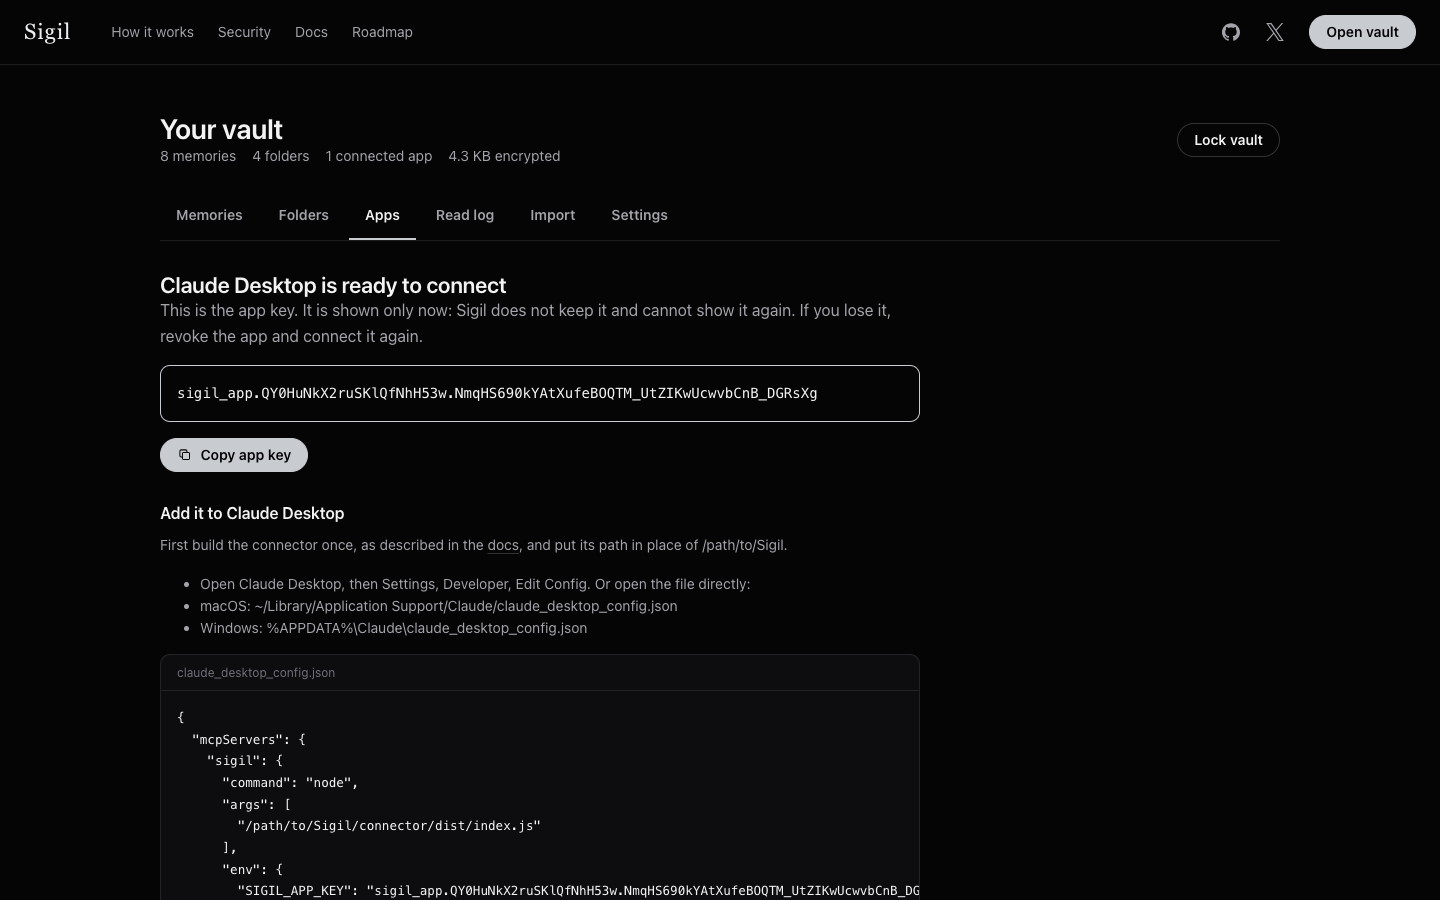 Sigil
How it works
Security
Docs
Roadmap
Open vault
Your vault
8 memories 4 folders 1 connected app 4.3 KB encrypted
Lock vault
Memories
Folders
Apps
Read log
Import
Settings
Claude Desktop is ready to connect
This is the app key. It is shown only now: Sigil does not keep it and cannot show it again. If you lose it,
revoke the app and connect it again.
sigil_app.QY0HuNkX2ruSKlQfNhH53w.NmqHS690kYAtXufeBOQTM_UtZIKwUcwvbCnB_DGRsXg
Copy app key
Add it to Claude Desktop
First build the connector once, as described in the docs, and put its path in place of /path/to/Sigil.
Open Claude Desktop, then Settings, Developer, Edit Config. Or open the file directly:
macOS: ~/Library/Application Support/Claude/claude_desktop_config.json
Windows: %APPDATA%\Claude\claude_desktop_config.json
claude_desktop_config.json
{
"mcpServers": {
"sigil": {
"command": "node",
"args": [
"/path/to/Sigil/connector/dist/index.js"
],
"env": {
"SIGIL_APP_KEY": "sigil_app.QY0HuNkX2ruSKlQfNhH53w.NmqHS690kYAtXufeBOQTM_UtZIKwUcwvbCnB_DG